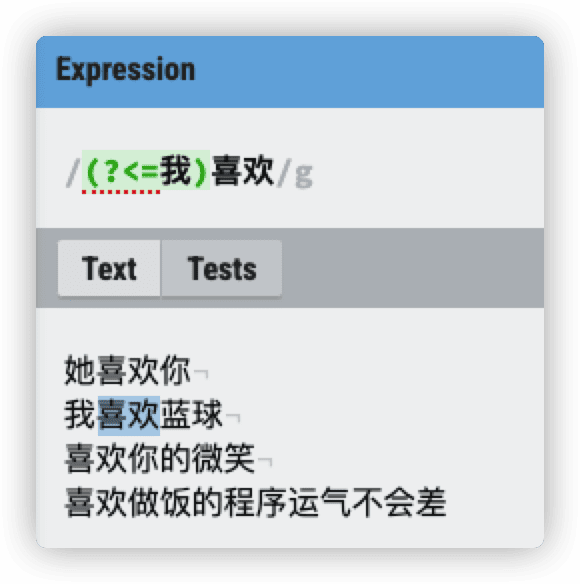 Expression
/(?<=我)喜欢/g
Text Tests
她喜欢你¬
我喜欢蓝球¬
喜欢你的微笑¬
喜欢做饭的程序运气不会差